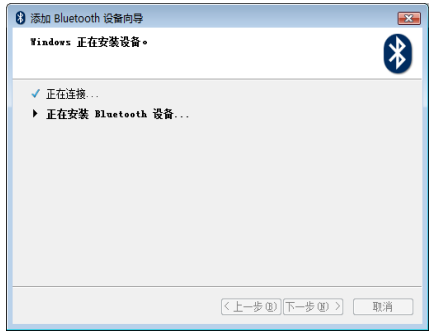 添加 Bluetooth 设备向导
Windows 正在安装设备。
正在连接...
正在安装 Bluetooth 设备...
<上一步(B) 下一步(N)> 取消